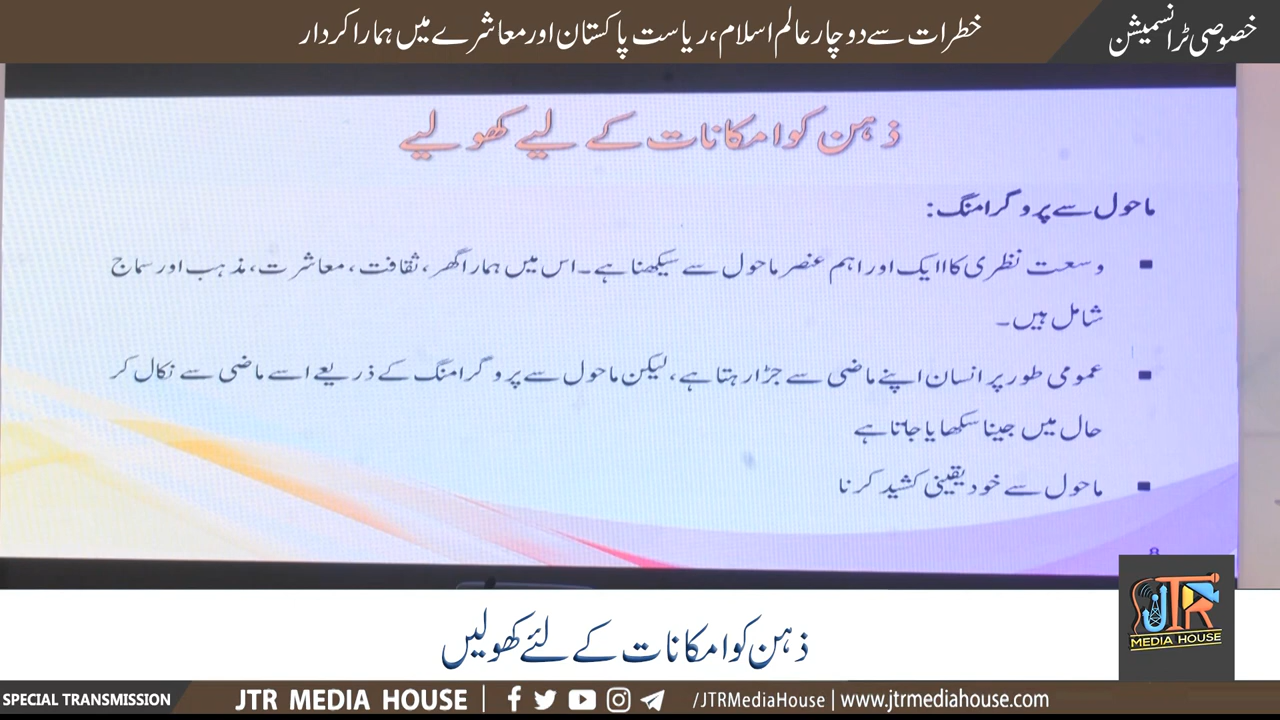 خصوصی ٹرانسمیشن
خطرات سے دوچار عالم اسلام، ریاست پاکستان اور معاشرے میں ہمارا کردار
ذہن کو امکانات کے لیے کھولیے
ماحول سے پروگرامنگ:
▪ وسعت نظری کا ایک اور اہم عنصر ماحول سے سیکھنا ہے۔ اس میں ہمارا گھر، ثقافت، معاشرت، مذہب اور سماج
شامل ہیں۔
▪ عمومی طور پر انسان اپنے ماضی سے جڑا رہتا ہے، لیکن ماحول سے پروگرامنگ کے ذریعے اسے ماضی سے نکال کر
حال میں جینا سکھایا جاتا ہے
▪ ماحول سے خود یقینی کشید کرنا
8
JTR
MEDIA HOUSE
ذہن کو امکانات کے لئے کھولیں
SPECIAL TRANSMISSION
JTR MEDIA HOUSE | /JTRMediaHouse | www.jtrmediahouse.com